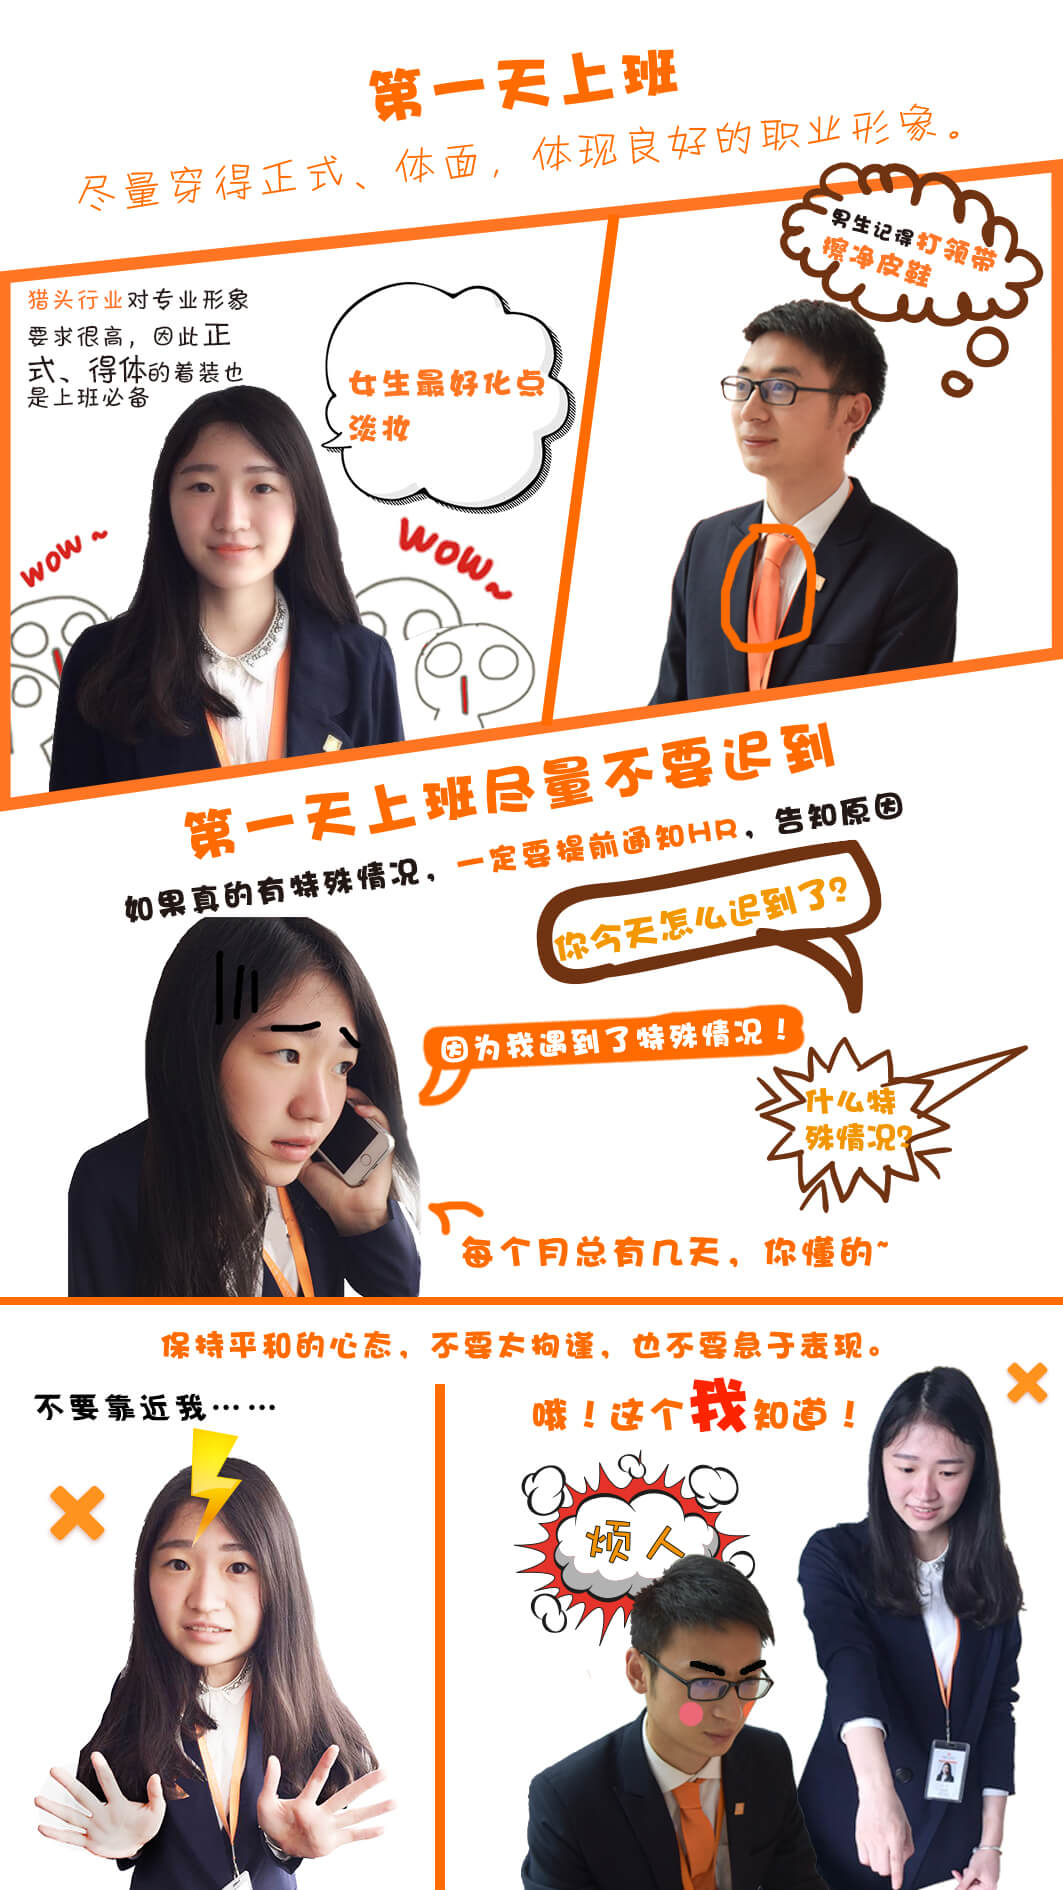 第一天上班
尽量穿得正式、体面，体现良好的职业形象。
男生记得打领带
擦净皮鞋
猎头行业对专业形象
要求很高，因此正
式、得体的着装也
是上班必备
女生最好化点
淡妆
wow~
wow~
第一天上班尽量不要迟到
如果真的有特殊情况，一定要提前通知HR，告知原因
你今天怎么迟到了？
因为我遇到了特殊情况！
什么特
殊情况？
每个月总有几天，你懂的~
保持平和的心态，不要太拘谨，也不要急于表现。
不要靠近我……
哦！这个我知道！
烦人